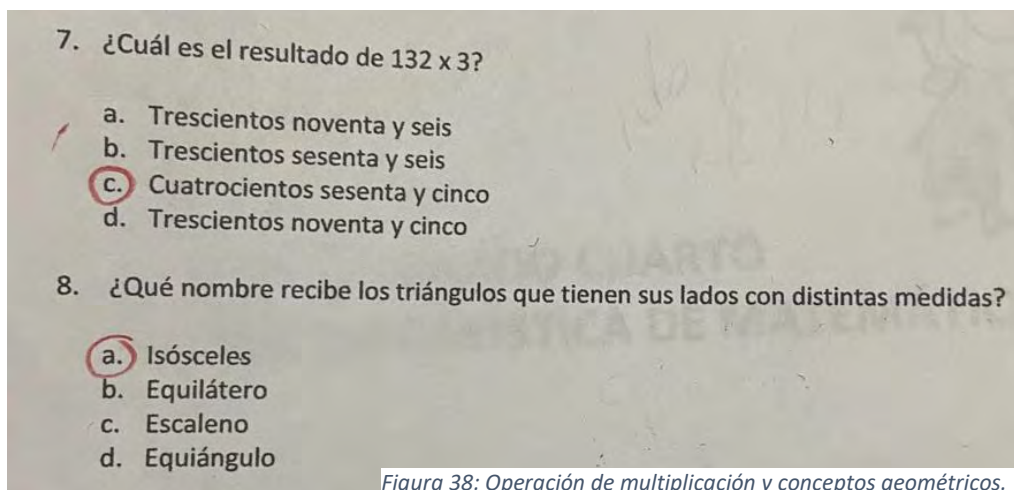 7. ¿Cuál es el resultado de 132 x 3?
a. Trescientos noventa y seis
b. Trescientos sesenta y seis
c. Cuatrocientos sesenta y cinco
d. Trescientos noventa y cinco
8. ¿Qué nombre recibe los triángulos que tienen sus lados con distintas medidas?
a. Isósceles
b. Equilátero
c. Escaleno
d. Equiángulo
Figura 38: Operación de multiplicación y conceptos geométricos.